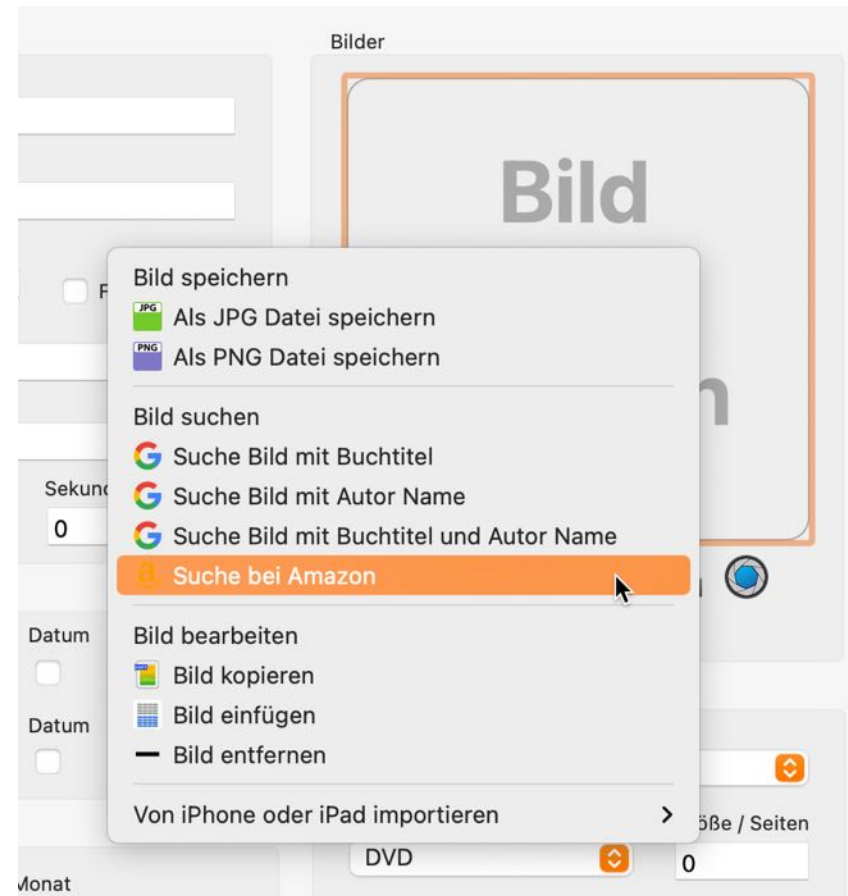 Bilder
Bild
Bild speichern
JPG Als JPG Datei speichern
PNG Als PNG Datei speichern
Bild suchen
Suche Bild mit Buchtitel
Suche Bild mit Autor Name
Sekun
0
Suche Bild mit Buchtitel und Autor Name
Suche bei Amazon
Datum
Bild bearbeiten
Bild kopieren
Bild einfügen
Datum
Bild entfernen
Von iPhone oder iPad importieren
öße / Seiten
DVD
0
Monat